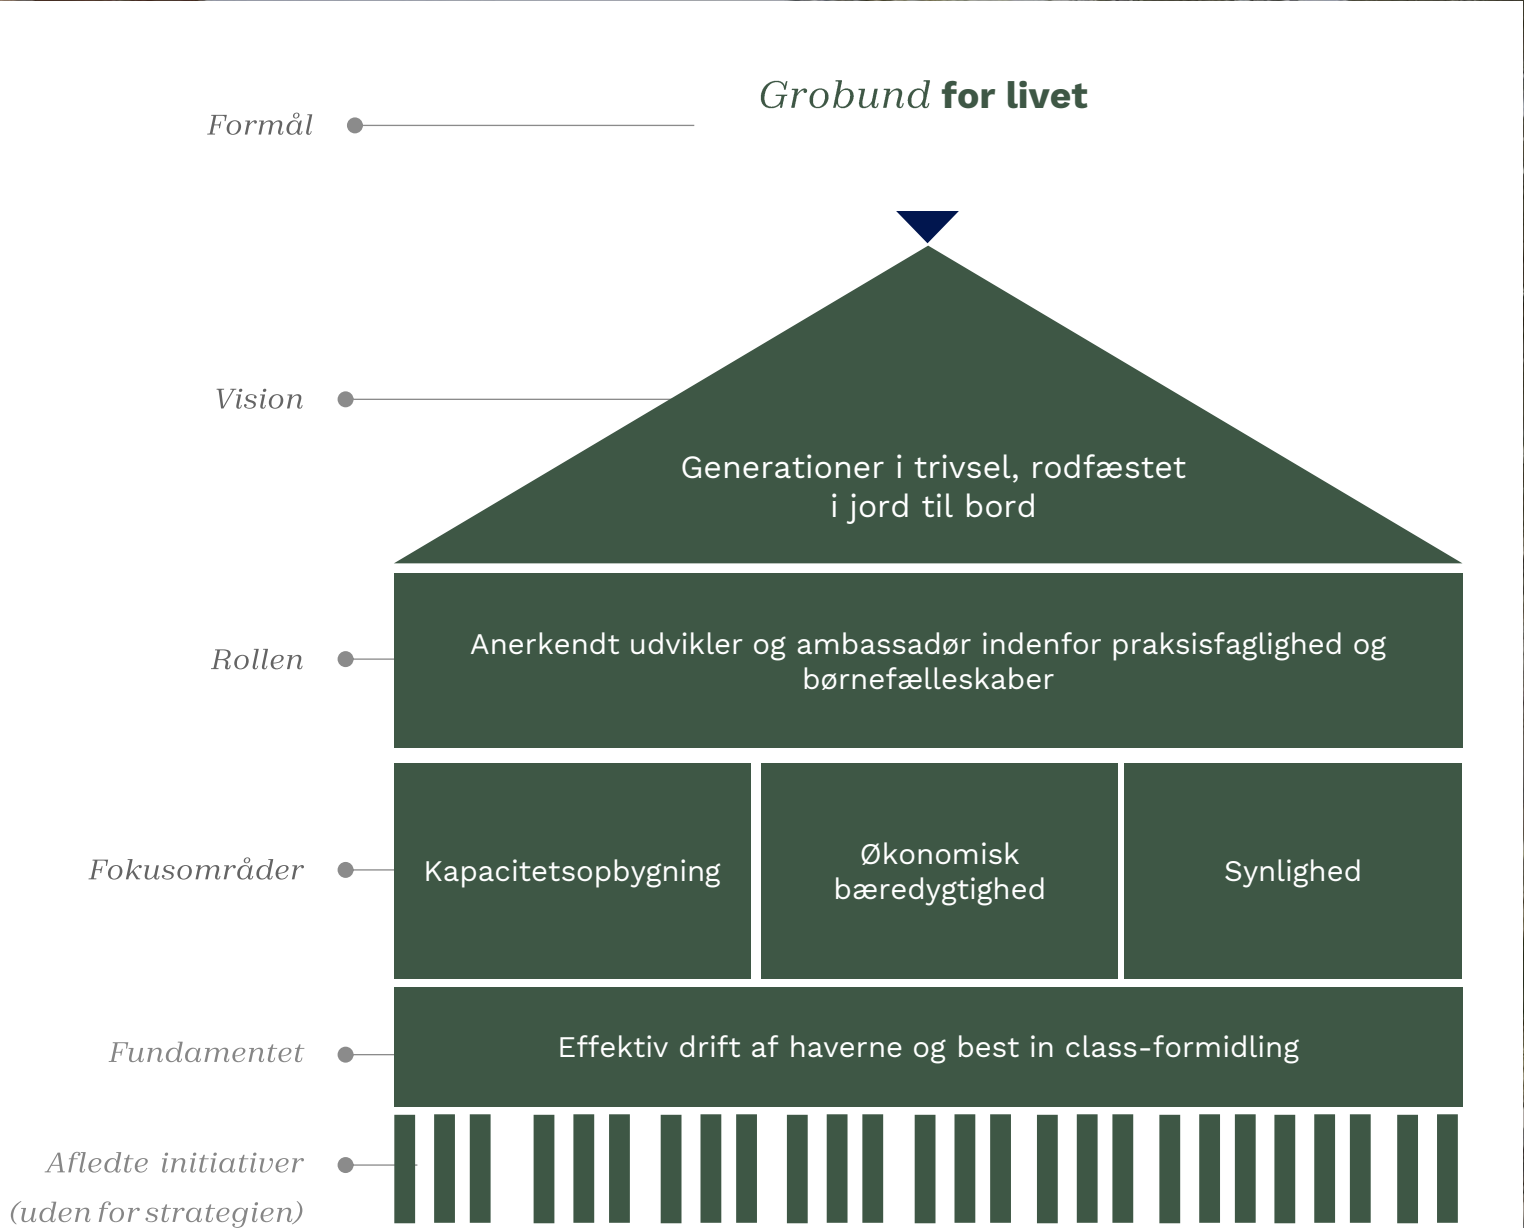 Grobund for livet
Formål
Vision
Generationer i trivsel, rodfæstet
i jord til bord
Rollen
Anerkendt udvikler og ambassadør indenfor praksisfaglighed og
børnefælleskaber
Fokusområder
Kapacitetsopbygning
Økonomisk
bæredygtighed
Synlighed
Fundamentet
Effektiv drift af haverne og best in class-formidling
Afledte initiativer
(uden for strategien)